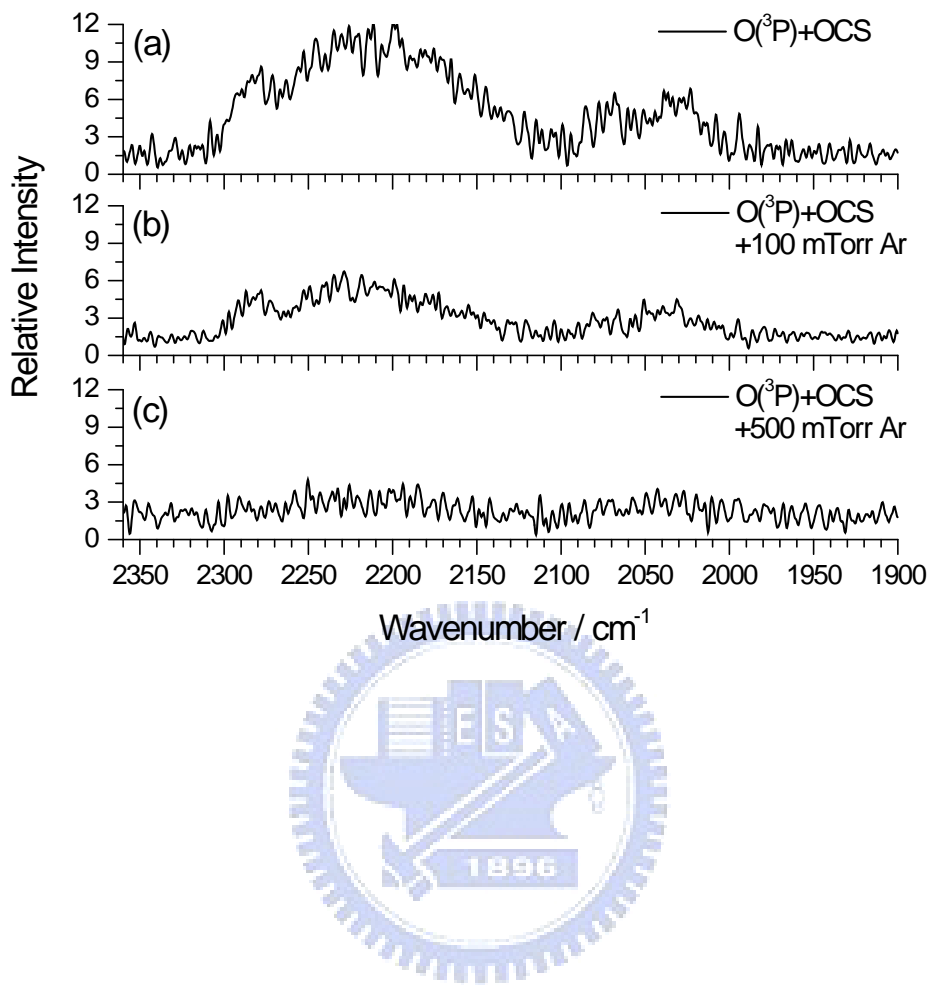 12
9
6
3
0
(a)
O(³P)+OCS
12
9
6
3
0
(b)
O(³P)+OCS
+100 mTorr Ar
12
9
6
3
0
(c)
O(³P)+OCS
+500 mTorr Ar
Relative Intensity
2350 2300 2250 2200 2150 2100 2050 2000 1950 1900
Wavenumber / cm⁻¹
E S A
1896